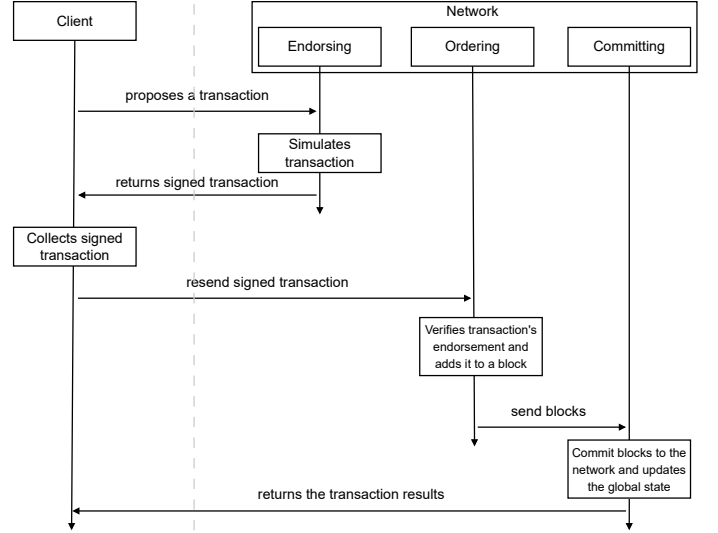 Client
Network
Endorsing
Ordering
Committing
proposes a transaction
Simulates
transaction
returns signed transaction
Collects signed
transaction
resend signed transaction
Verifies transaction's
endorsement and
adds it to a block
send blocks
Commit blocks to the
network and updates
the global state
returns the transaction results